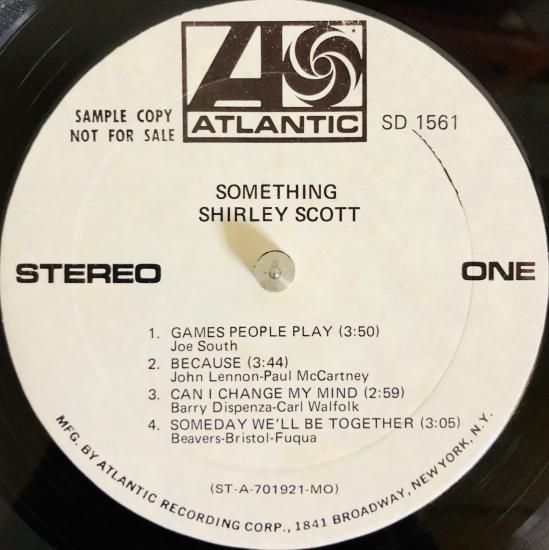 SAMPLE COPY
NOT FOR SALE
ATLANTIC
SD 1561
SOMETHING
SHIRLEY SCOTT
STEREO
ONE
1. GAMES PEOPLE PLAY (3:50)
Joe South
2. BECAUSE (3:44)
John Lennon-Paul McCartney
3. CAN I CHANGE MY MIND (2:59)
Barry Dispenza-Carl Walfolk
4. SOMEDAY WE'LL BE TOGETHER (3:05)
Beavers-Bristol-Fuqua
(ST-A-701921-MO)
MFG. BY ATLANTIC RECORDING CORP., 1841 BROADWAY, NEW YORK, N.Y.